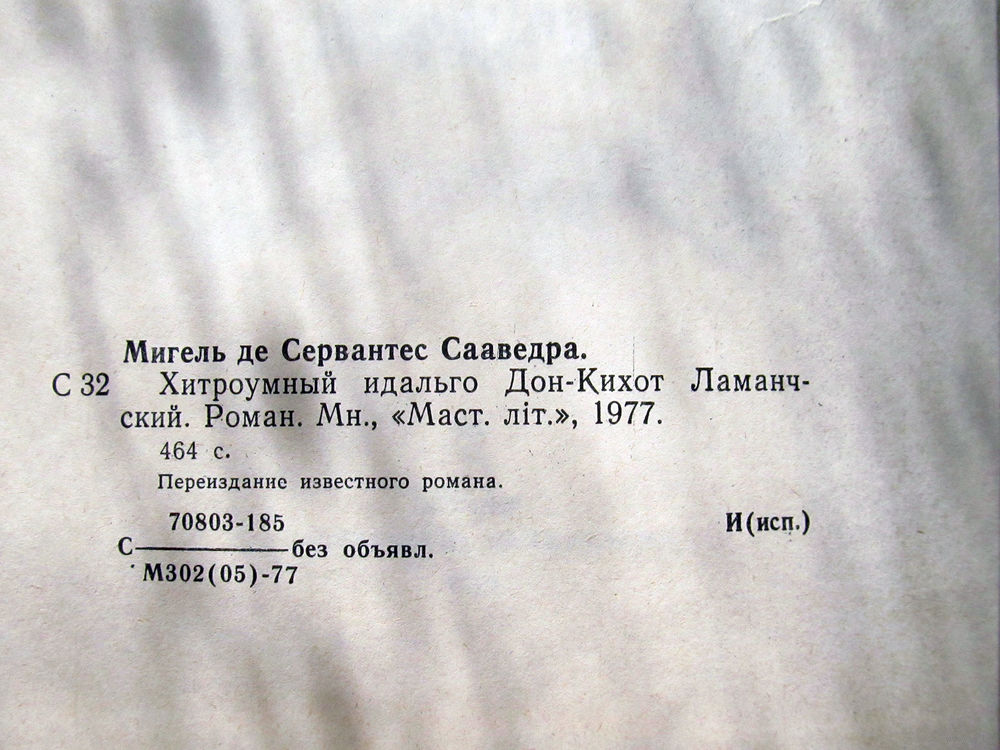 Мигель де Сервантес Сааведра.
С 32 Хитроумный идальго Дон-Кихот Ламанч-
ский. Роман. Мн., «Маст. літ.», 1977.
464 с.
Переиздание известного романа.
70803-185 И(исп.)
С————без объявл.
М302(05)-77